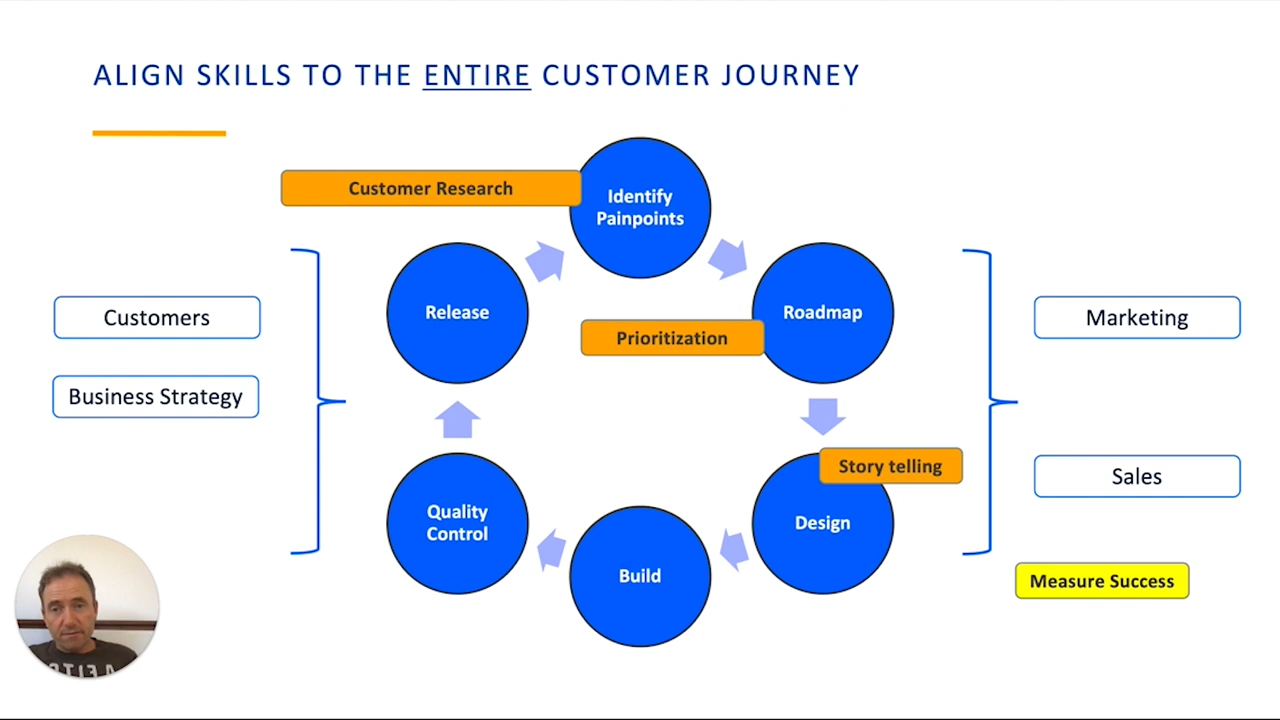 ALIGN SKILLS TO THE ENTIRE CUSTOMER JOURNEY
Customer Research
Identify
Painpoints
Release
Roadmap
Prioritization
Customers
Business Strategy
Marketing
Story telling
Sales
Quality
Control
Design
Build
Measure Success